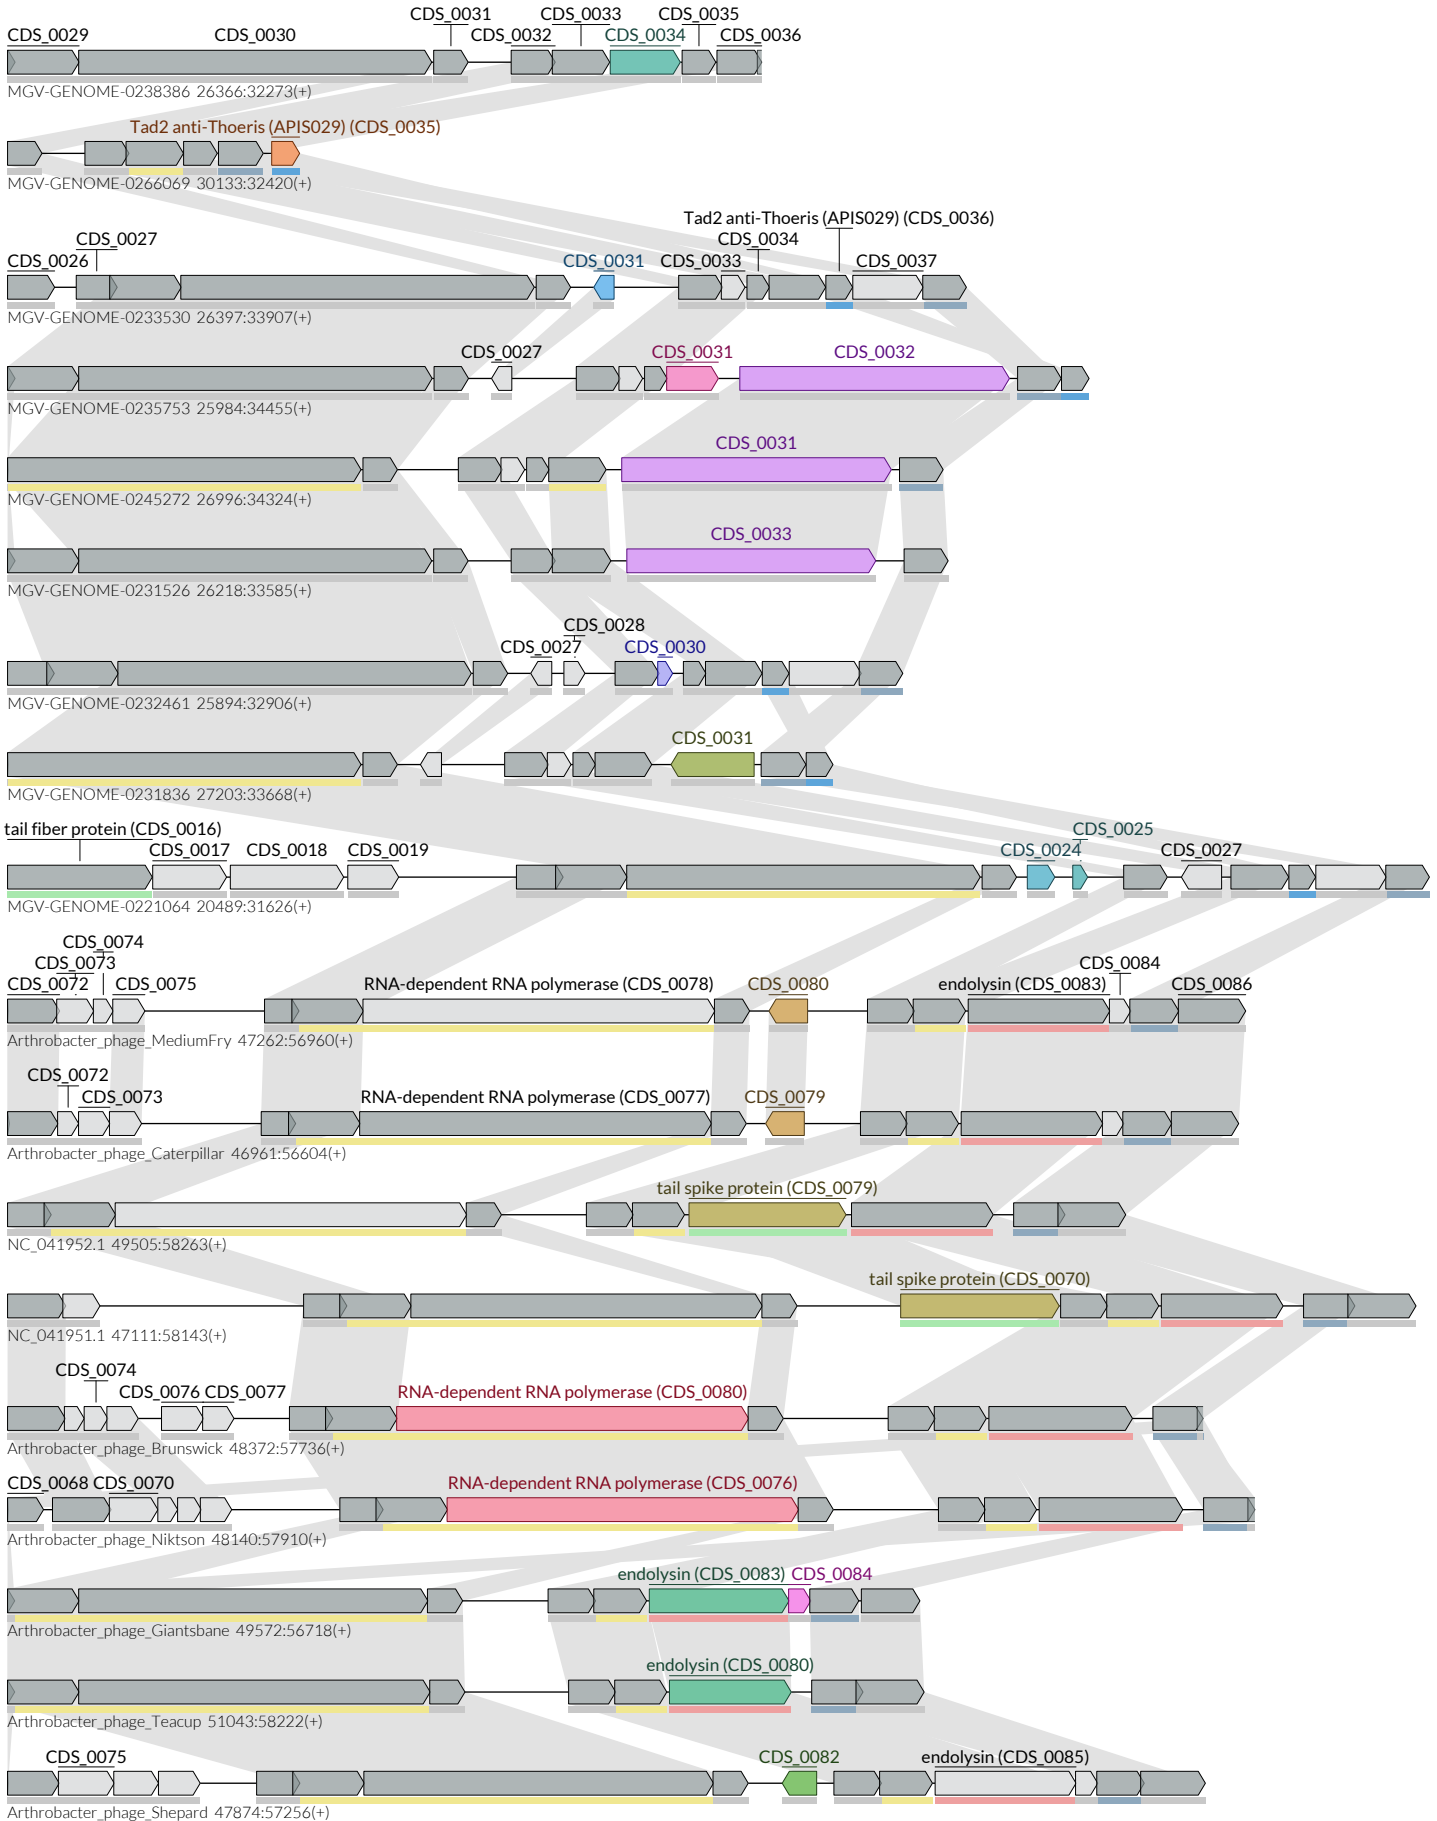 CDS_0031 CDS_0033 CDS_0035
CDS_0029 CDS_0030 CDS_0032 CDS_0034 CDS_0036
MGV-GENOME-0238386 26366:32273(+)
Tad2 anti-Thoeris (APIS029) (CDS_0035)
MGV-GENOME-0266069 30133:32420(+)
Tad2 anti-Thoeris (APIS029) (CDS_0036)
CDS_0027 CDS_0034
CDS_0026 CDS_0031 CDS_0033 CDS_0037
MGV-GENOME-0233530 26397:33907(+)
CDS_0027 CDS_0031 CDS_0032
MGV-GENOME-0235753 25984:34455(+)
CDS_0031
MGV-GENOME-0245272 26996:34324(+)
CDS_0033
MGV-GENOME-0231526 26218:33585(+)
CDS_0028
CDS_0027 CDS_0030
MGV-GENOME-0232461 25894:32906(+)
CDS_0031
MGV-GENOME-0231836 27203:33668(+)
tail fiber protein (CDS_0016) CDS_0025
CDS_0017 CDS_0018 CDS_0019 CDS_0024 CDS_0027
MGV-GENOME-0221064 20489:31626(+)
CDS_0074
CDS_0073 CDS_0084
CDS_0072 CDS_0075 RNA-dependent RNA polymerase (CDS_0078) CDS_0080 endolysin (CDS_0083) CDS_0086
Arthrobacter_phage_MediumFry 47262:56960(+)
CDS_0072
CDS_0073 RNA-dependent RNA polymerase (CDS_0077) CDS_0079
Arthrobacter_phage_Caterpillar 46961:56604(+)
tail spike protein (CDS_0079)
NC_041952.1 49505:58263(+)
tail spike protein (CDS_0070)
NC_041951.1 47111:58143(+)
CDS_0074
CDS_0076 CDS_0077 RNA-dependent RNA polymerase (CDS_0080)
Arthrobacter_phage_Brunswick 48372:57736(+)
CDS_0068 CDS_0070 RNA-dependent RNA polymerase (CDS_0076)
Arthrobacter_phage_Niktson 48140:57910(+)
endolysin (CDS_0083) CDS_0084
Arthrobacter_phage_Giantsbane 49572:56718(+)
endolysin (CDS_0080)
Arthrobacter_phage_Teacup 51043:58222(+)
CDS_0075 CDS_0082 endolysin (CDS_0085)
Arthrobacter_phage_Shepard 47874:57256(+)